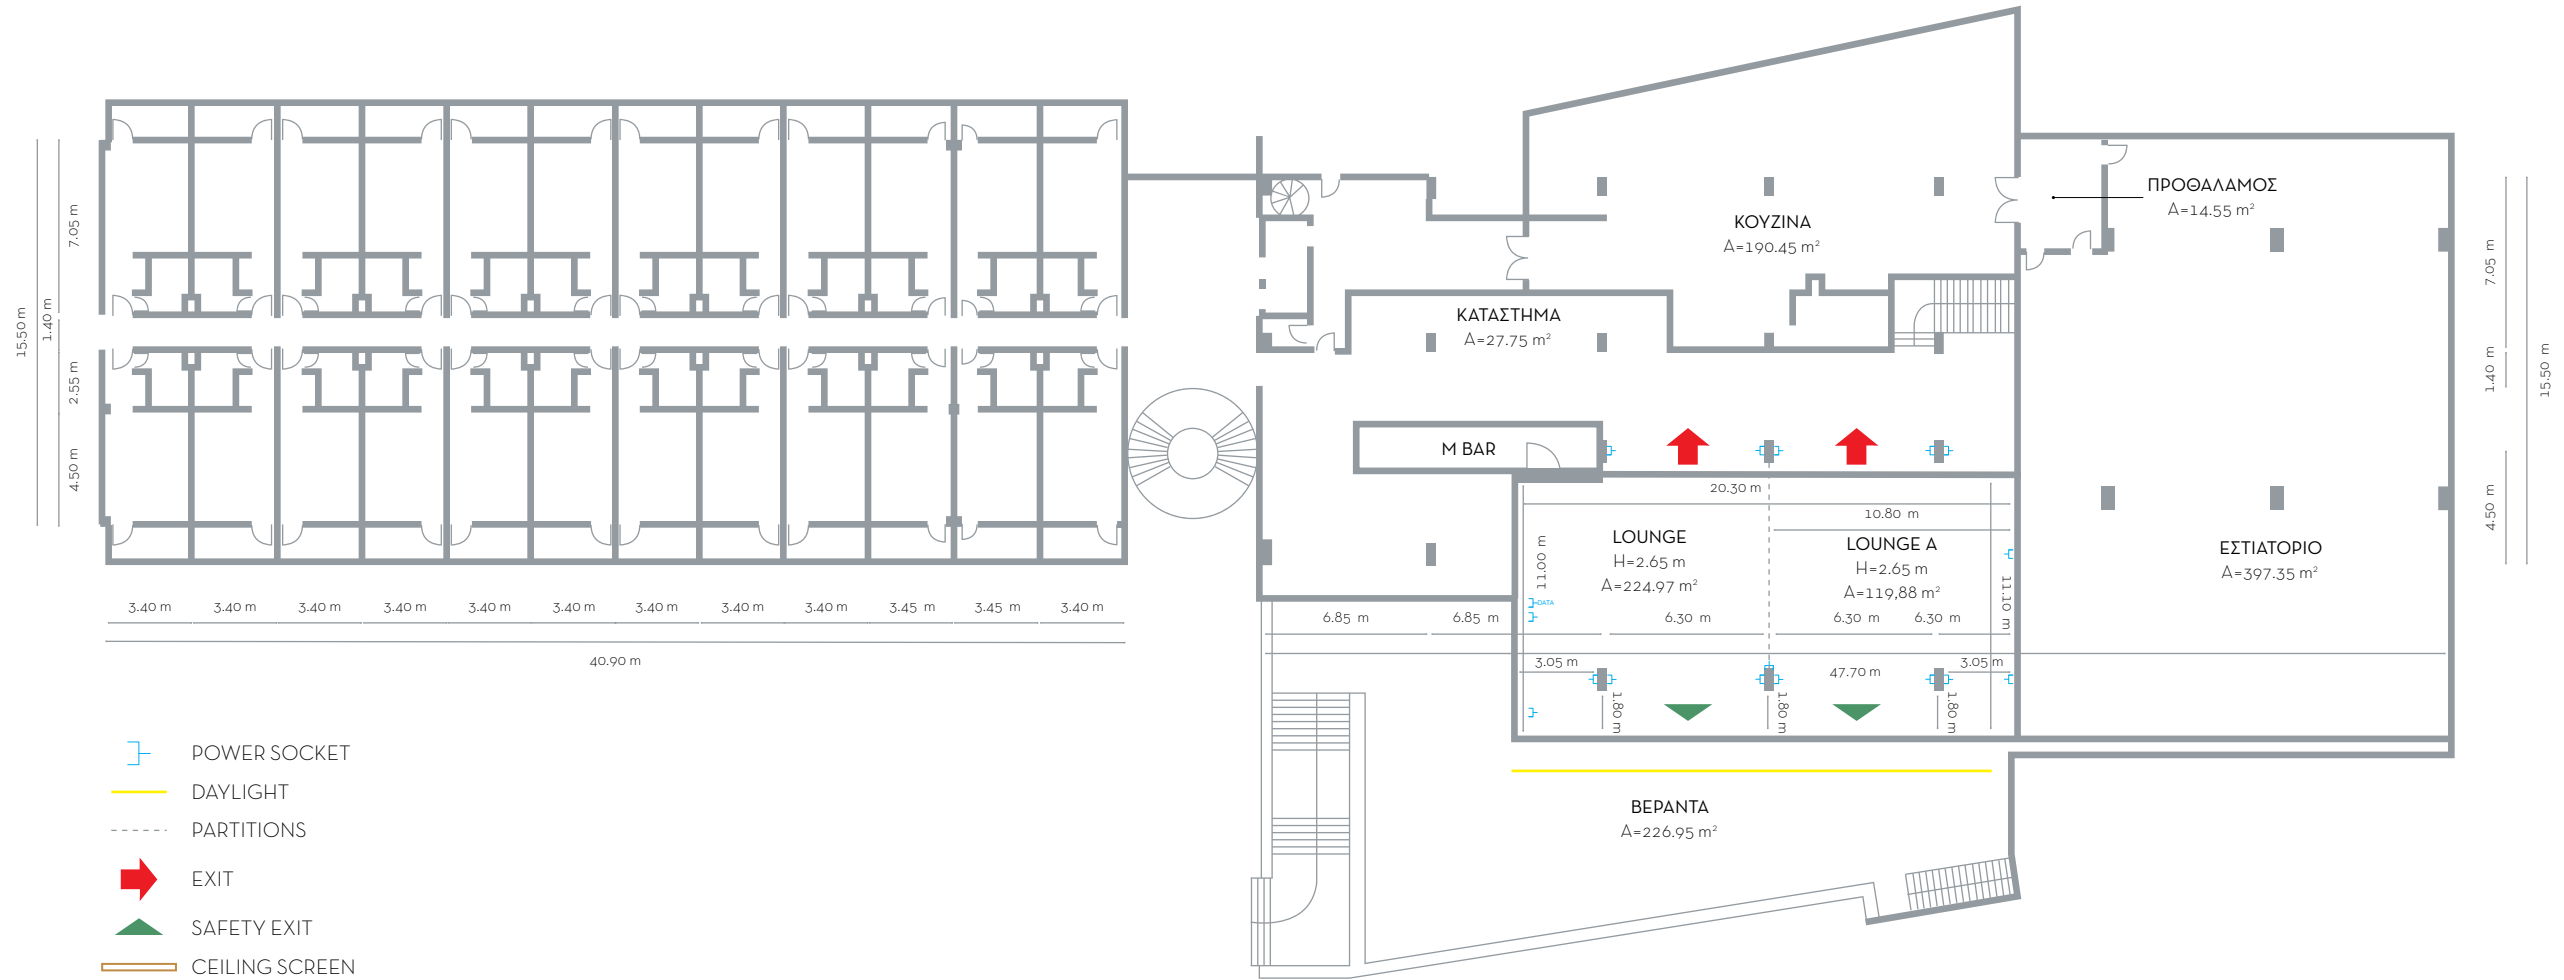 ΠΡΟΘΑΛΑΜΟΣ
A=14.55 m²
ΚΟΥΖΙΝΑ
A=190.45 m²
ΚΑΤΑΣΤΗΜΑ
A=27.75 m²
M BAR
7.05 m
1.40 m
15.50 m
2.55 m
4.50 m
7.05 m
1.40 m
15.50 m
4.50 m
20.30 m
10.80 m
LOUNGE
H=2.65 m
A=224.97 m²
LOUNGE A
H=2.65 m
A=119,88 m²
11.00 m
11.10 m
DATA
ΕΣΤΙΑΤΟΡΙΟ
A=397.35 m²
3.40 m 3.40 m 3.40 m 3.40 m 3.40 m 3.40 m 3.40 m 3.40 m 3.40 m 3.45 m 3.45 m 3.40 m
40.90 m
6.85 m 6.85 m 6.30 m 6.30 m 6.30 m
3.05 m 47.70 m 3.05 m
1.80 m 1.80 m 1.80 m
ΒΕΡΑΝΤΑ
A=226.95 m²
POWER SOCKET
DAYLIGHT
PARTITIONS
EXIT
SAFETY EXIT
CEILING SCREEN